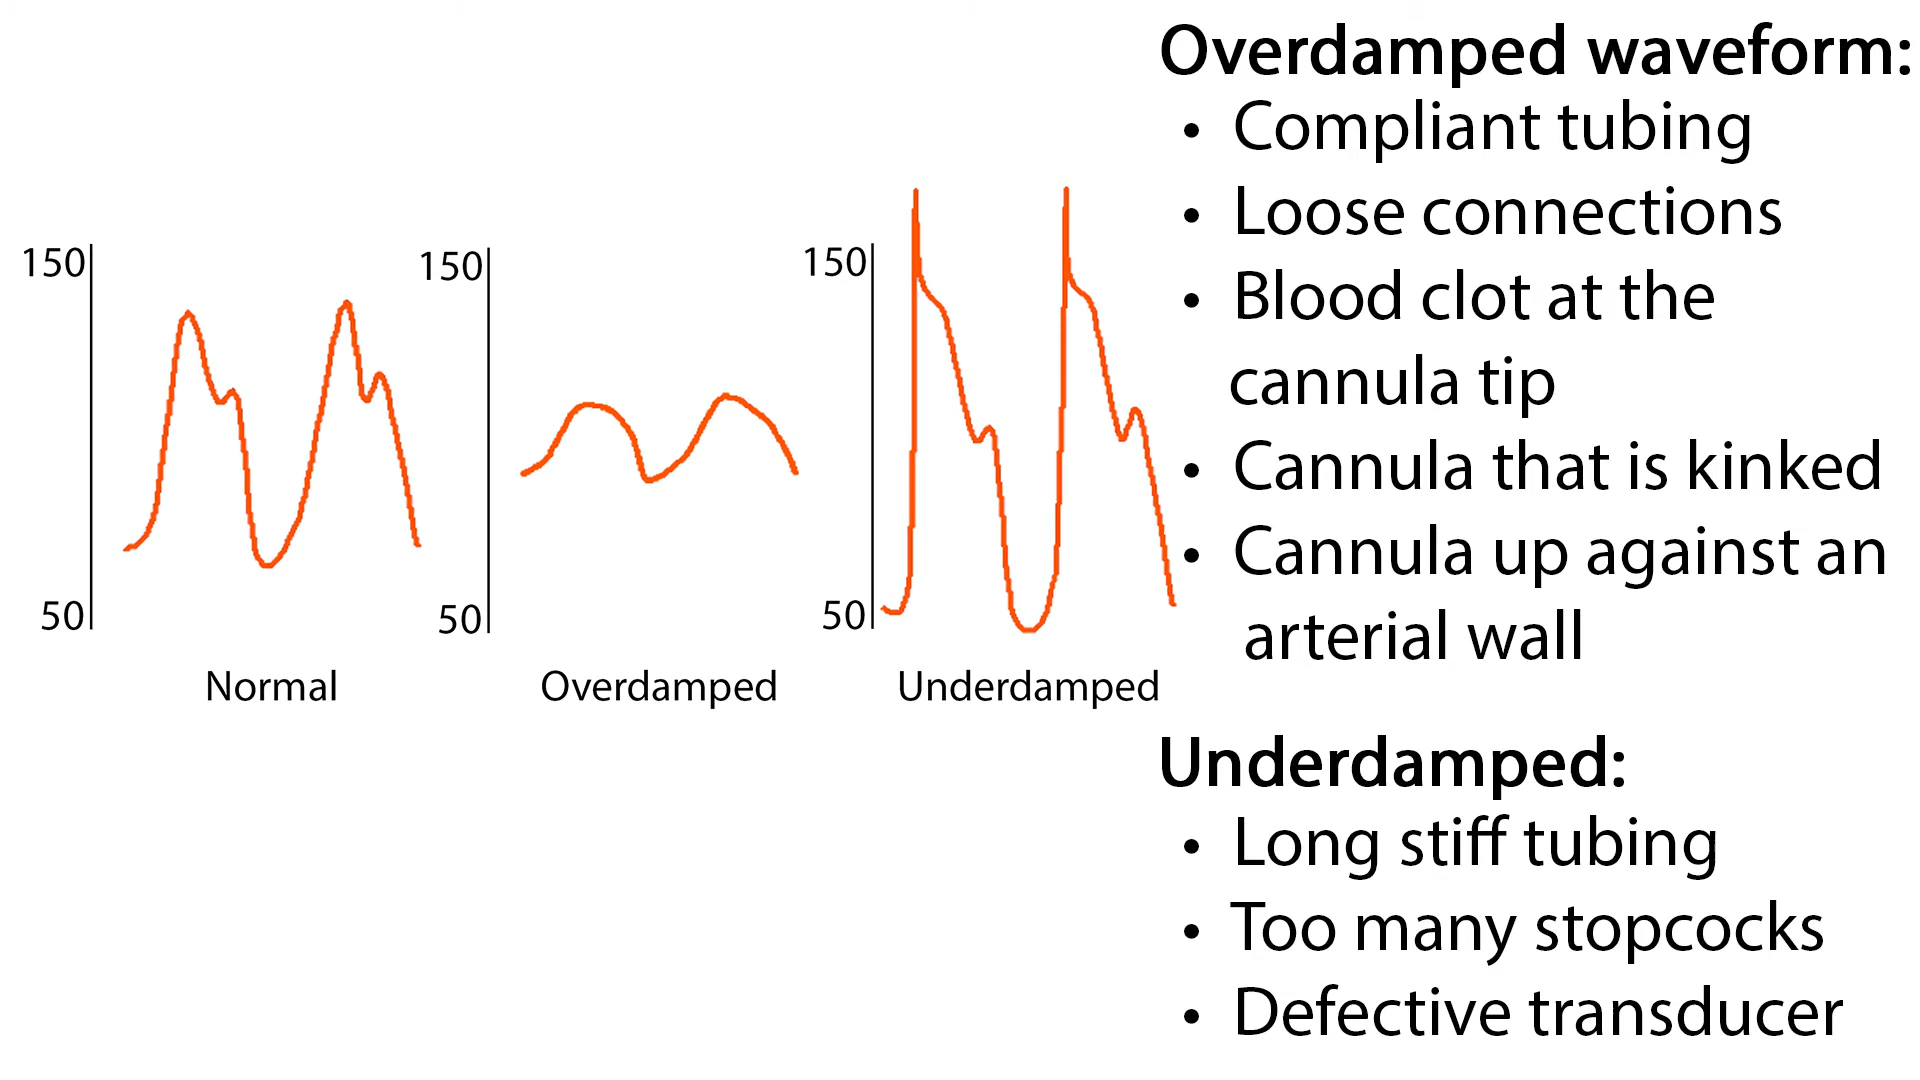 150
50
Normal
150
50
Overdamped
150
50
Underdamped
Overdamped waveform:
• Compliant tubing
• Loose connections
• Blood clot at the
cannula tip
• Cannula that is kinked
• Cannula up against an
arterial wall
Underdamped:
• Long stiff tubing
• Too many stopcocks
• Defective transducer